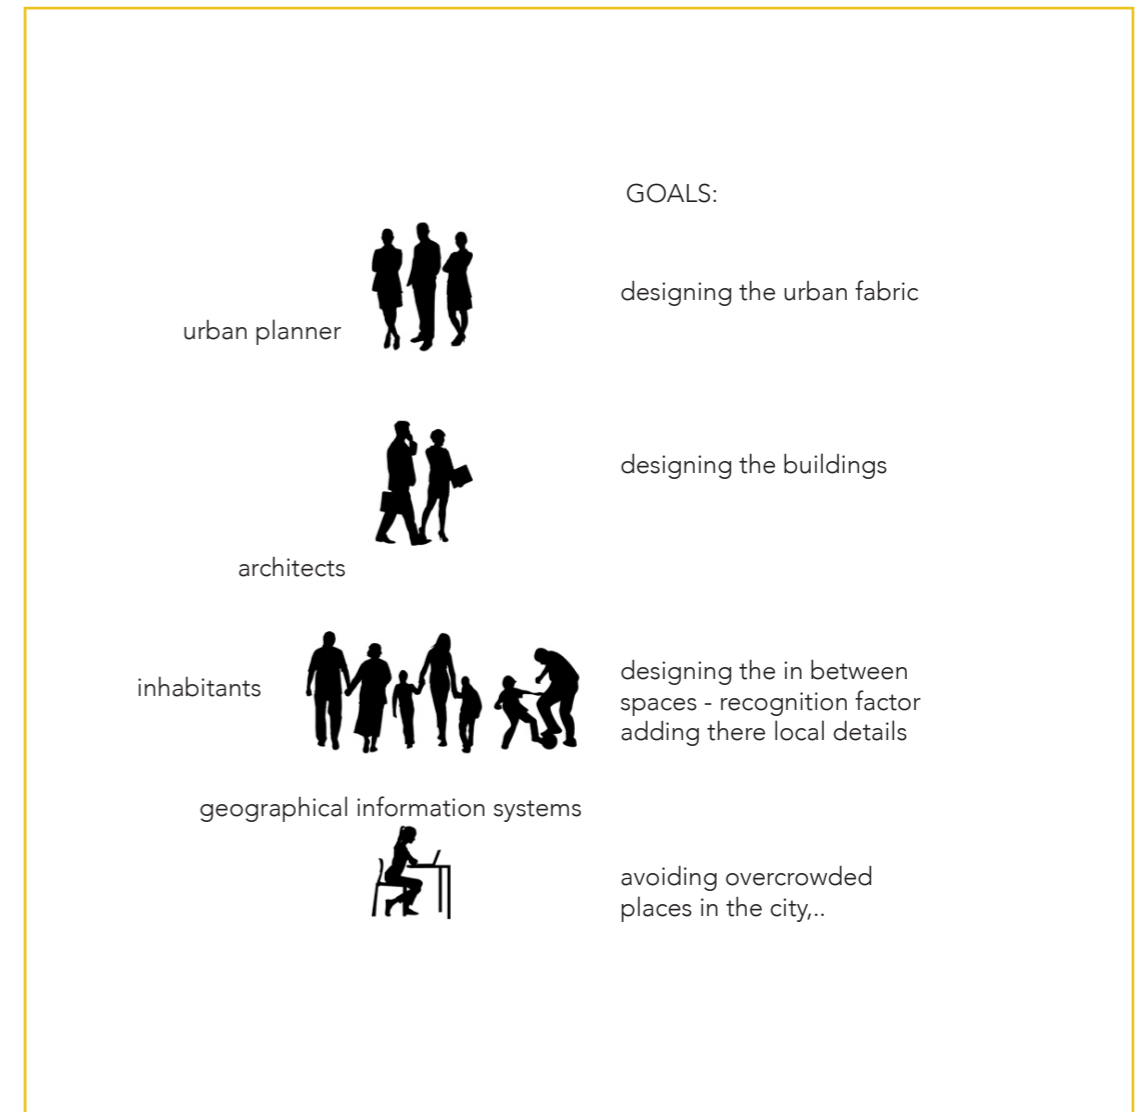 GOALS:
designing the urban fabric
urban planner
designing the buildings
architects
inhabitants
designing the in between
spaces - recognition factor
adding there local details
geographical information systems
avoiding overcrowded
places in the city,..